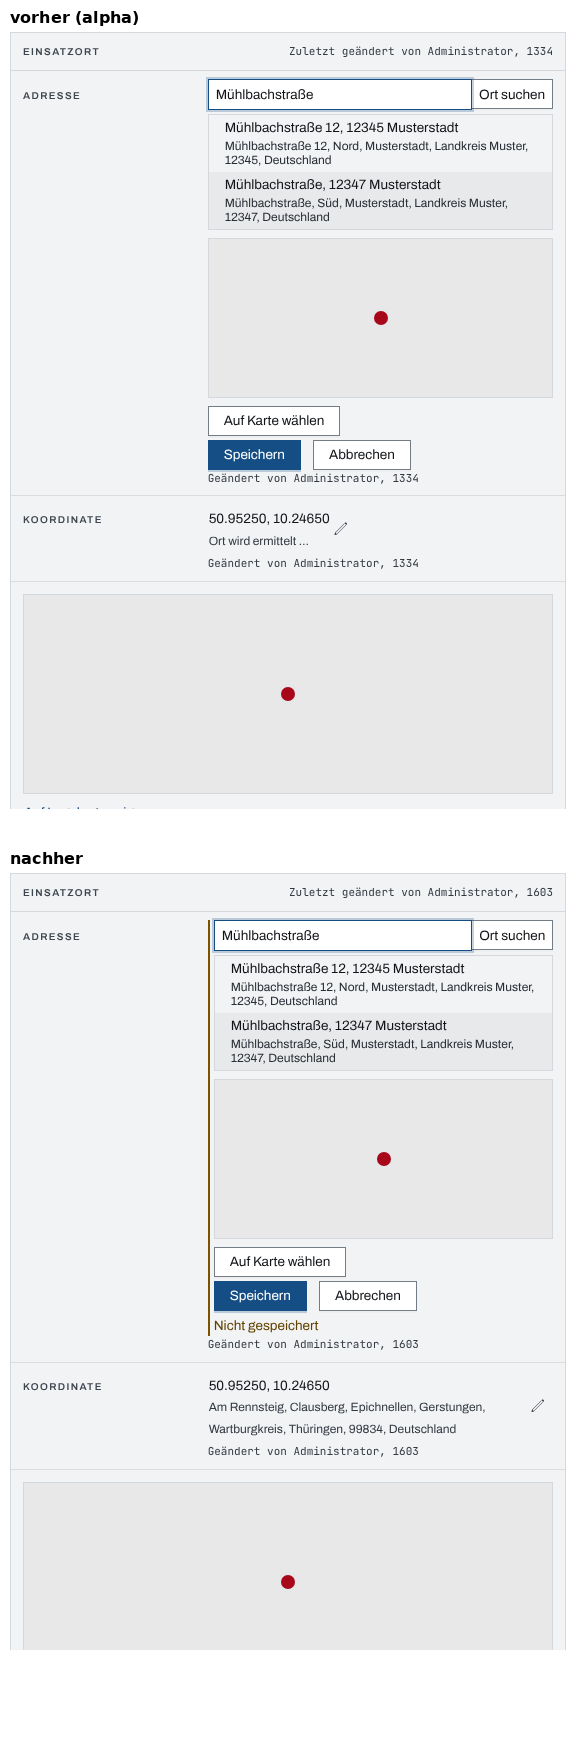 vorher (alpha)
EINSATZORT
Zuletzt geändert von Administrator, 1334
ADRESSE
Mühlbachstraße
Ort suchen
Mühlbachstraße 12, 12345 Musterstadt
Mühlbachstraße 12, Nord, Musterstadt, Landkreis Muster,
12345, Deutschland
Mühlbachstraße, 12347 Musterstadt
Mühlbachstraße, Süd, Musterstadt, Landkreis Muster,
12347, Deutschland
Auf Karte wählen
Speichern
Abbrechen
Geändert von Administrator, 1334
KOORDINATE
50.95250, 10.24650
Ort wird ermittelt ...
Geändert von Administrator, 1334
nachher
EINSATZORT
Zuletzt geändert von Administrator, 1603
ADRESSE
Mühlbachstraße
Ort suchen
Mühlbachstraße 12, 12345 Musterstadt
Mühlbachstraße 12, Nord, Musterstadt, Landkreis Muster,
12345, Deutschland
Mühlbachstraße, 12347 Musterstadt
Mühlbachstraße, Süd, Musterstadt, Landkreis Muster,
12347, Deutschland
Auf Karte wählen
Speichern
Abbrechen
Nicht gespeichert
Geändert von Administrator, 1603
KOORDINATE
50.95250, 10.24650
Am Rennsteig, Clausberg, Epichnellen, Gerstungen,
Wartburgkreis, Thüringen, 99834, Deutschland
Geändert von Administrator, 1603